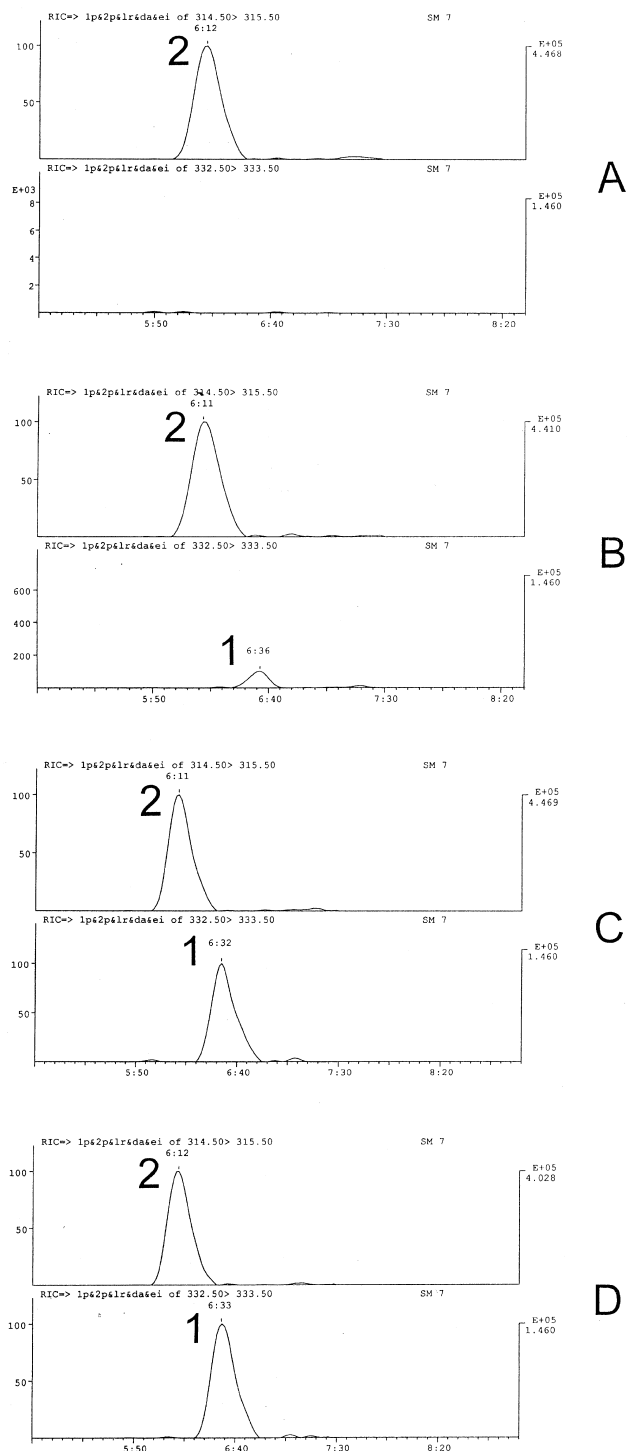 RIC=> 1p&2p&lr&da&ei of 314.50> 315.50 SM 7
6:12
2
100
50
E+05
4.468
RIC=> 1p&2p&lr&da&ei of 332.50> 333.50 SM 7
E+03
8
6
4
2
E+05
1.460
A
5:50 6:40 7:30 8:20
RIC=> 1p&2p&lr&da&ei of 314.50> 315.50 SM 7
6:11
2
100
50
E+05
4.410
RIC=> 1p&2p&lr&da&ei of 332.50> 333.50 SM 7
600
400
200
E+05
1.460
B
1 6:36
5:50 6:40 7:30 8:20
RIC=> 1p&2p&lr&da&ei of 314.50> 315.50 SM 7
6:11
2
100
50
E+05
4.469
RIC=> 1p&2p&lr&da&ei of 332.50> 333.50 SM 7
1 6:32
100
50
E+05
1.460
C
5:50 6:40 7:30 8:20
RIC=> 1p&2p&lr&da&ei of 314.50> 315.50 SM 7
6:12
2
100
50
E+05
4.028
RIC=> 1p&2p&lr&da&ei of 332.50> 333.50 SM 7
6:33
1
100
50
E+05
1.460
D
5:50 6:40 7:30 8:20